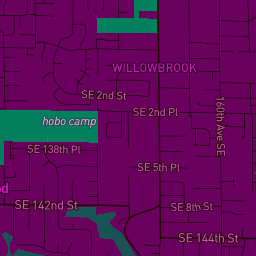 WILLOWBROOK
SE 2nd St
160th Ave SE
SE 2nd Pl
hobo camp
SE 138th Pl
SE 5th Pl
SE 142nd St
SE 8th St
SE 144th St